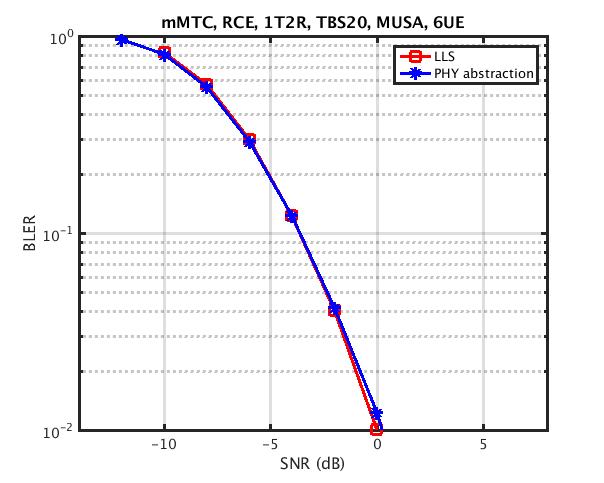 mMTC, RCE, 1T2R, TBS20, MUSA, 6UE
LLS
PHY abstraction
10^0
10^-1
10^-2
BLER
-10 -5 0 5
SNR (dB)